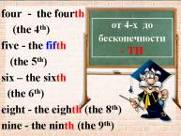 four - the fourth
(the 4th)
five - the fifth
(the 5th)
six – the sixth
(the 6th)
eight - the eighth (the 8th)
nine - the ninth (the 9th)
от 4-х до
бесконечности
- TH